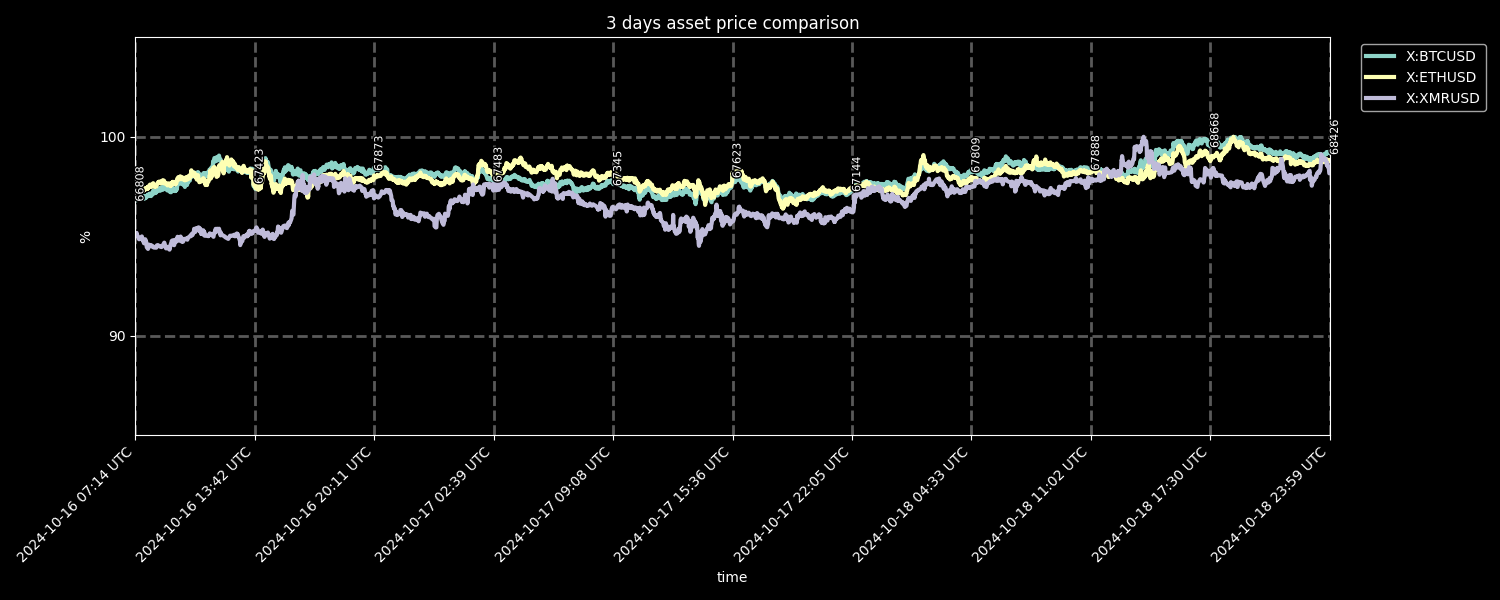 3 days asset price comparison
X:BTCUSD
X:ETHUSD
X:XMRUSD
%
100
90
66808
67423
67873
67483
67345
67623
67144
67809
67888
68668
68426
2024-10-16 07:14 UTC
2024-10-16 13:42 UTC
2024-10-16 20:11 UTC
2024-10-17 02:39 UTC
2024-10-17 09:08 UTC
2024-10-17 15:36 UTC
2024-10-17 22:05 UTC
2024-10-18 04:33 UTC
2024-10-18 11:02 UTC
2024-10-18 17:30 UTC
2024-10-18 23:59 UTC
time